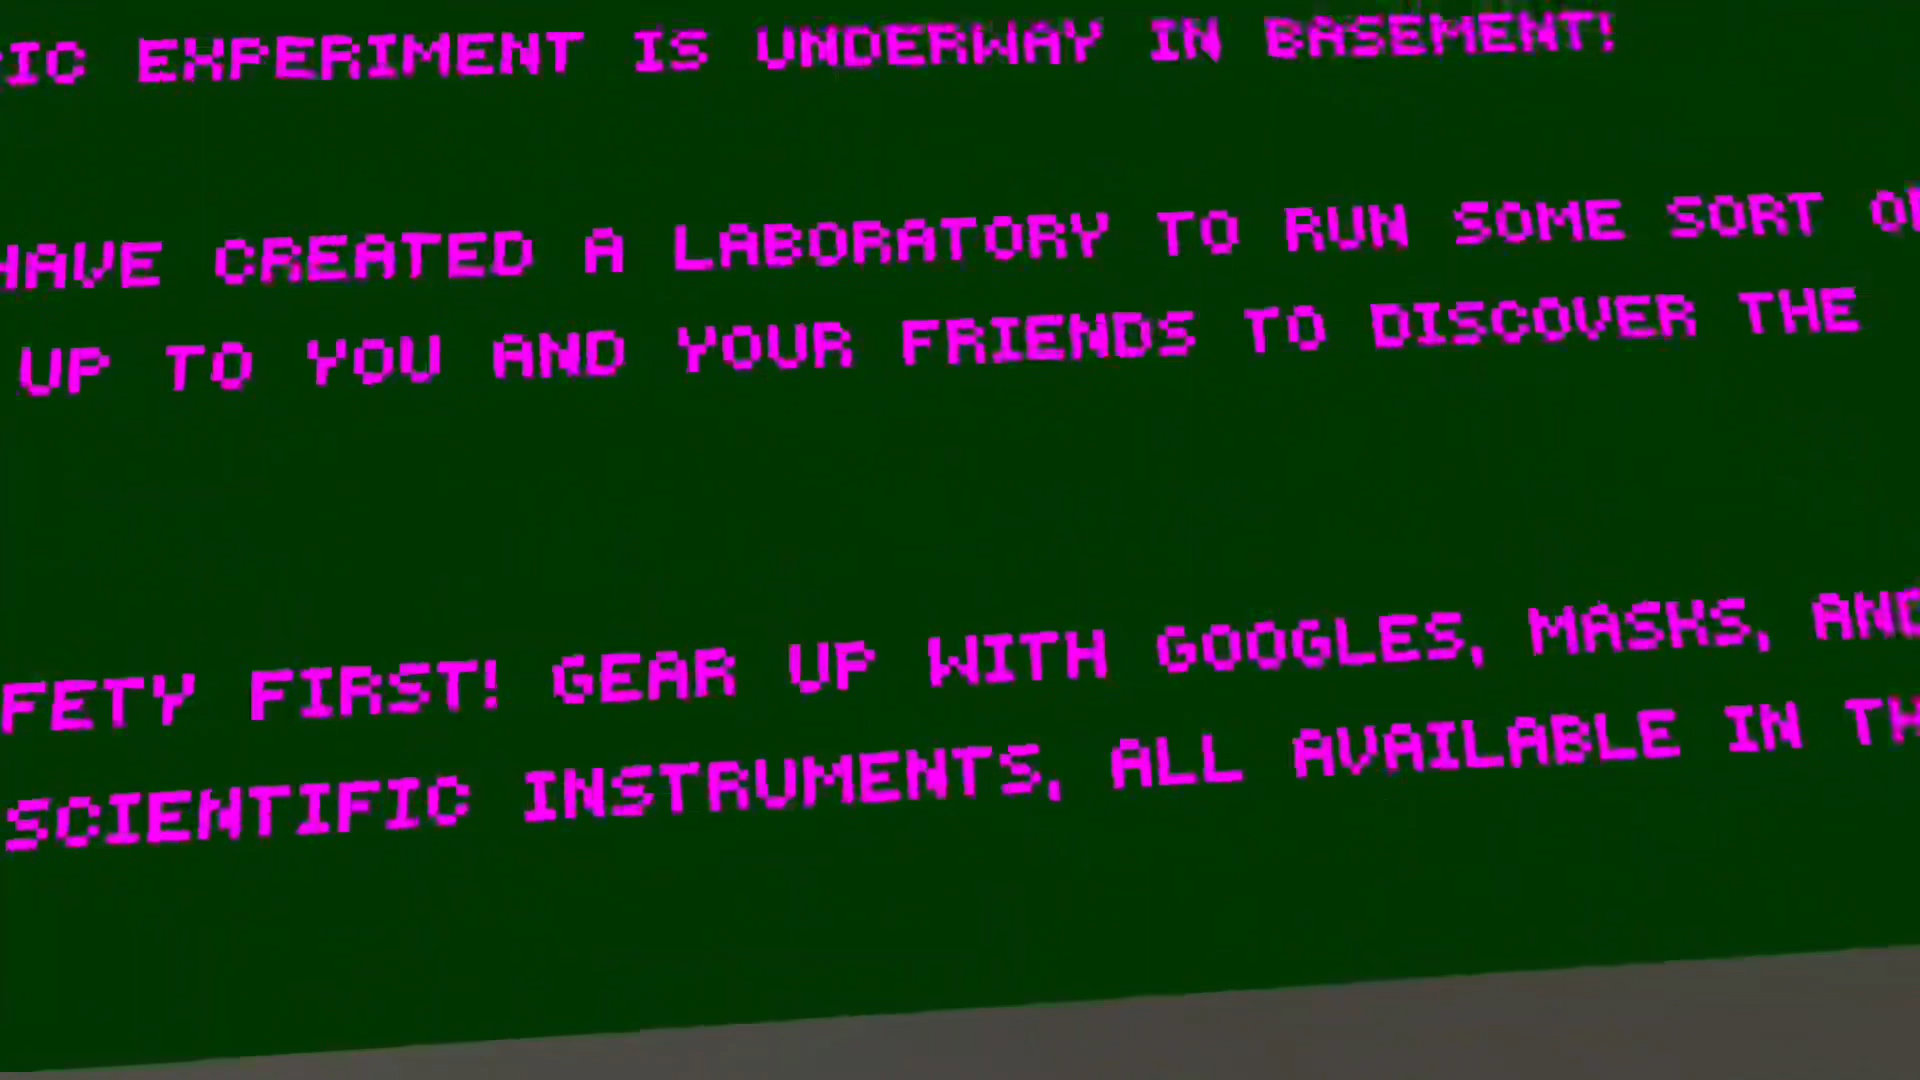 IC EXPERIMENT IS UNDERWAY IN BASEMENT!
HAVE CREATED A LABORATORY TO RUN SOME SORT
UP TO YOU AND YOUR FRIENDS TO DISCOVER THE
FETY FIRST! GEAR UP WITH GOOGLES, MASKS, AND
SCIENTIFIC INSTRUMENTS, ALL AVAILABLE IN TH